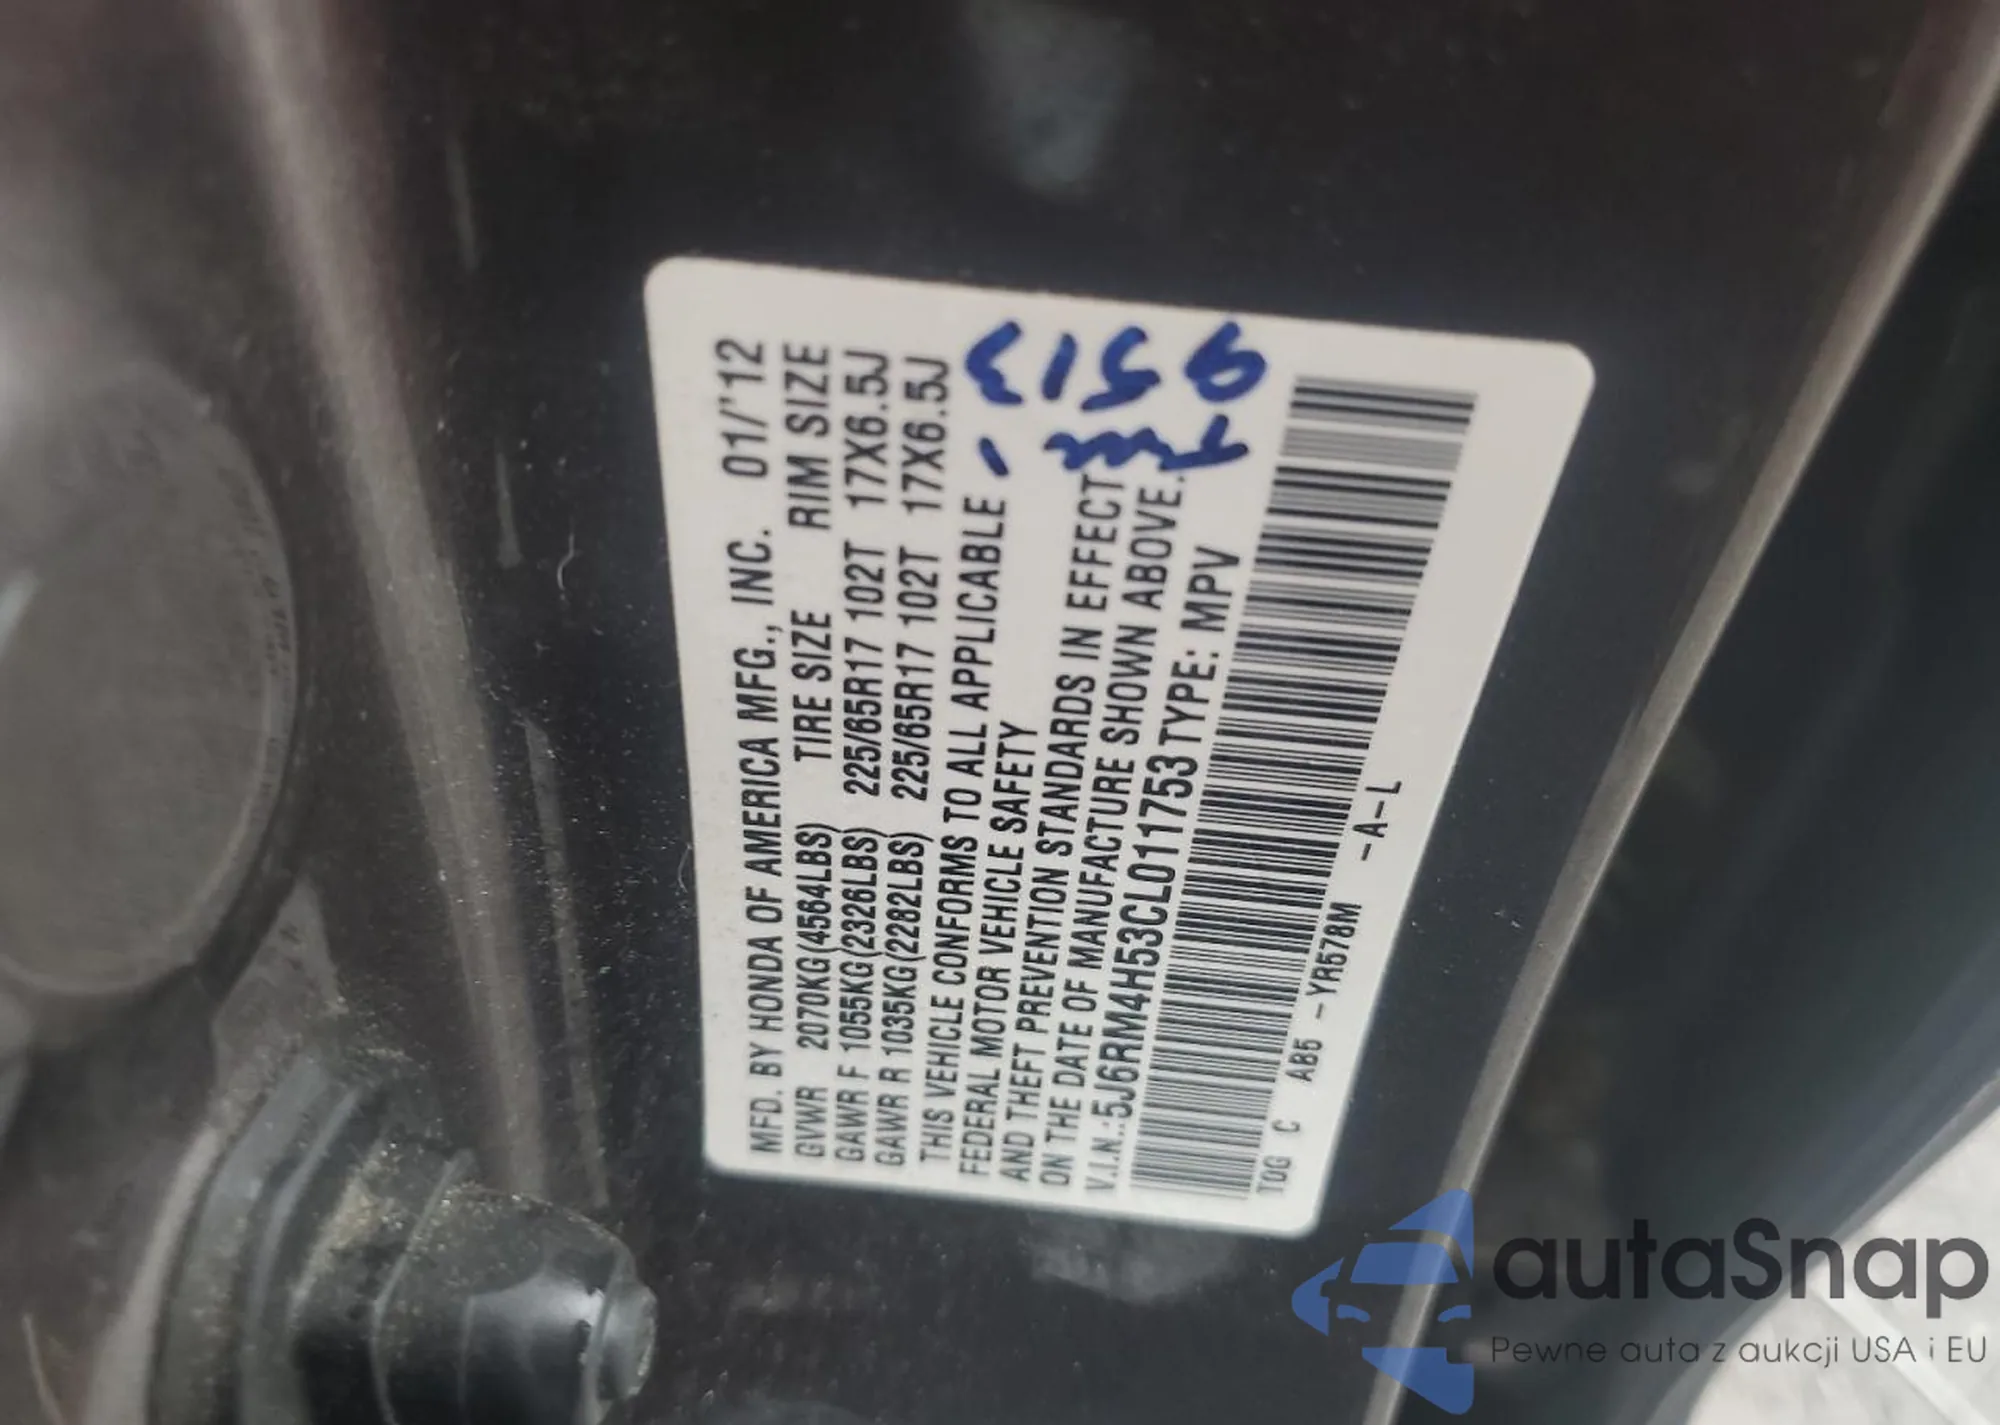 MFD. BY HONDA OF AMERICA MFG., INC. 01/'12
GVWR 2070KG(4564LBS) TIRE SIZE RIM SIZE
GAWR F 1055KG(2326LBS) 225/65R17 102T 17X6.5J
GAWR R 1035KG(2282LBS) 225/65R17 102T 17X6.5J
THIS VEHICLE CONFORMS TO ALL APPLICABLE
FEDERAL MOTOR VEHICLE SAFETY
AND THEFT PREVENTION STANDARDS IN EFFECT
ON THE DATE OF MANUFACTURE SHOWN ABOVE.
V.I.N.:5J6RM4H53CL011753 TYPE: MPV
T0G C AB5 -YR578M -A-L
autaSnap
Pewne auta z aukcji USA i EU